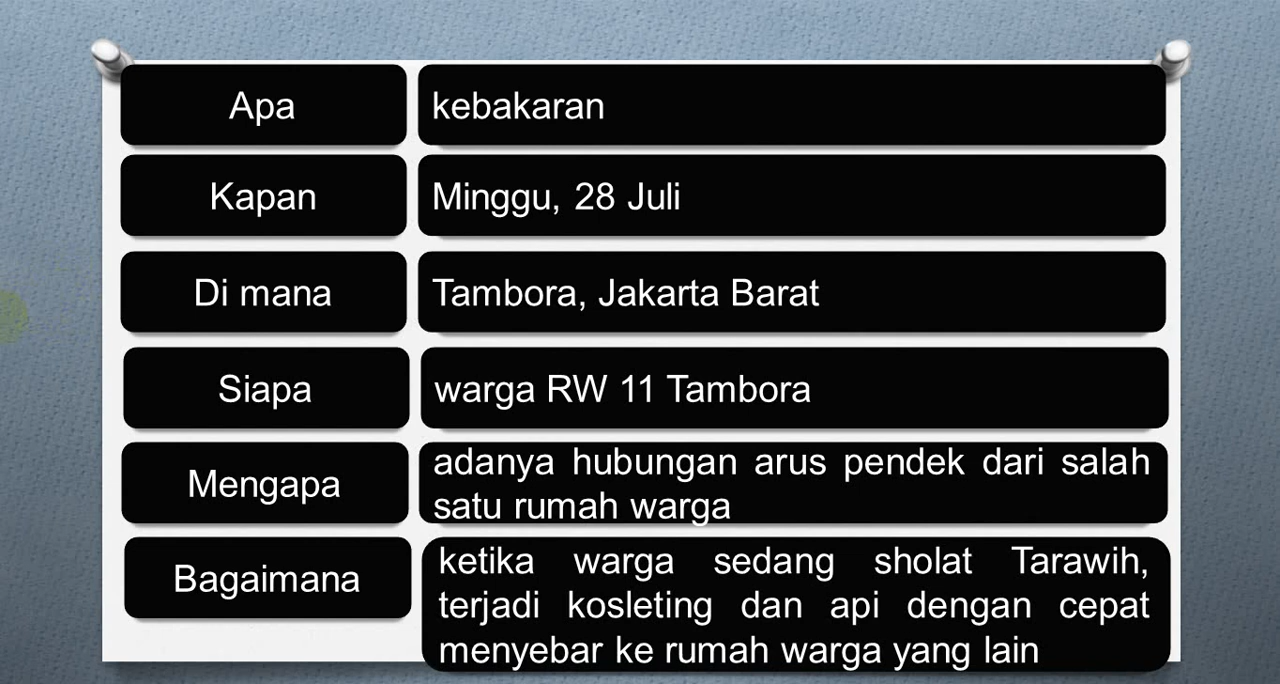 Apa
kebakaran
Kapan
Minggu, 28 Juli
Di mana
Tambora, Jakarta Barat
Siapa
warga RW 11 Tambora
Mengapa
adanya hubungan arus pendek dari salah
satu rumah warga
Bagaimana
ketika warga sedang sholat Tarawih,
terjadi kosleting dan api dengan cepat
menyebar ke rumah warga yang lain